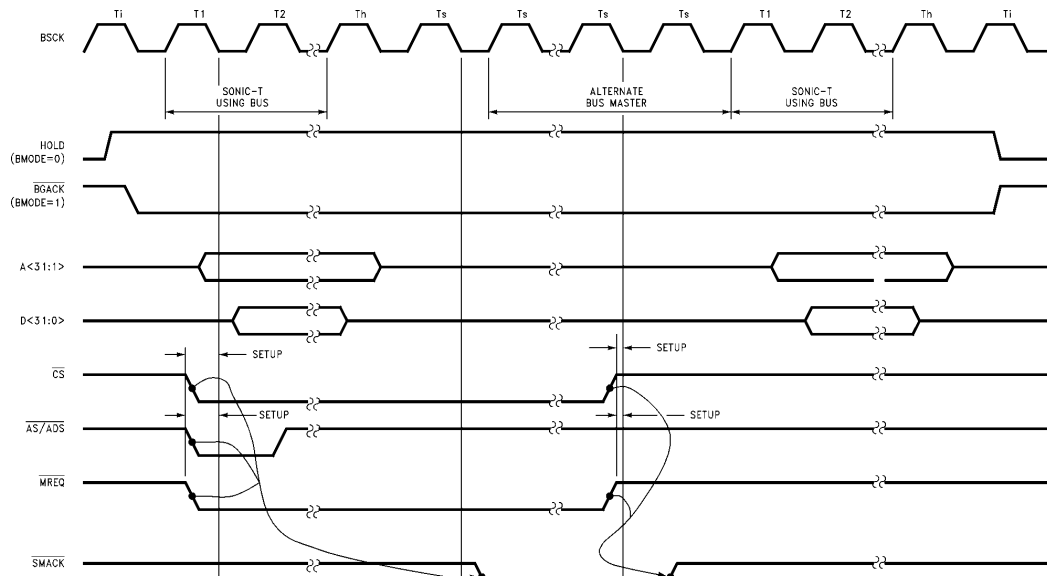 Ti T1 T2 Th Ts Ts Ts Ts T1 T2 Th Ti
BSCK
SONIC-T
USING BUS
ALTERNATE
BUS MASTER
SONIC-T
USING BUS
HOLD
(BMODE=0)
BGACK
(BMODE=1)
A<31:1>
D<31:0>
SETUP
SETUP
CS
SETUP
SETUP
AS/ADS
MREQ
SMACK